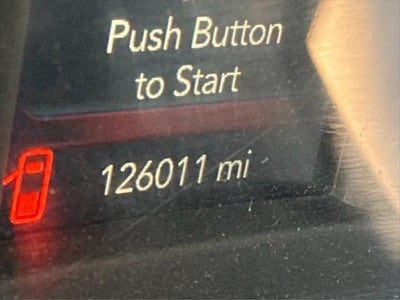 Push Button
to Start
126011 mi